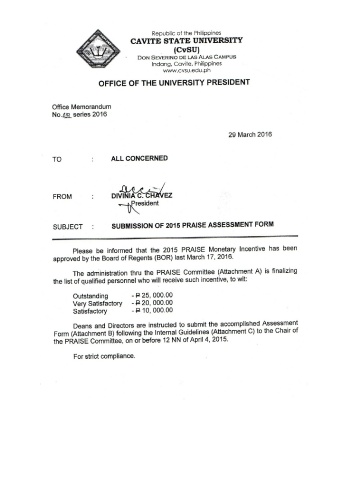 Republic of the Philippines
CAVITE STATE UNIVERSITY
(CvSU)
DON SEVERINO DE LAS ALAS CAMPUS
Indang, Cavite, Philippines
www.cvsu.edu.ph
OFFICE OF THE UNIVERSITY PRESIDENT
Office Memorandum
No. series 2016
29 March 2016
TO : ALL CONCERNED
FROM : DIVINIA C. CHAVEZ
President
SUBJECT : SUBMISSION OF 2015 PRAISE ASSESSMENT FORM
Please be informed that the 2015 PRAISE Monetary Incentive has been
approved by the Board of Regents (BOR) last March 17, 2016.
The administration thru the PRAISE Committee (Attachment A) is finalizing
the list of qualified personnel who will receive such incentive, to wit:
Outstanding - ₱ 25, 000.00
Very Satisfactory - ₱ 20, 000.00
Satisfactory - ₱ 10, 000.00
Deans and Directors are instructed to submit the accomplished Assessment
Form (Attachment B) following the Internal Guidelines (Attachment C) to the Chair of
the PRAISE Committee, on or before 12 NN of April 4, 2015.
For strict compliance.